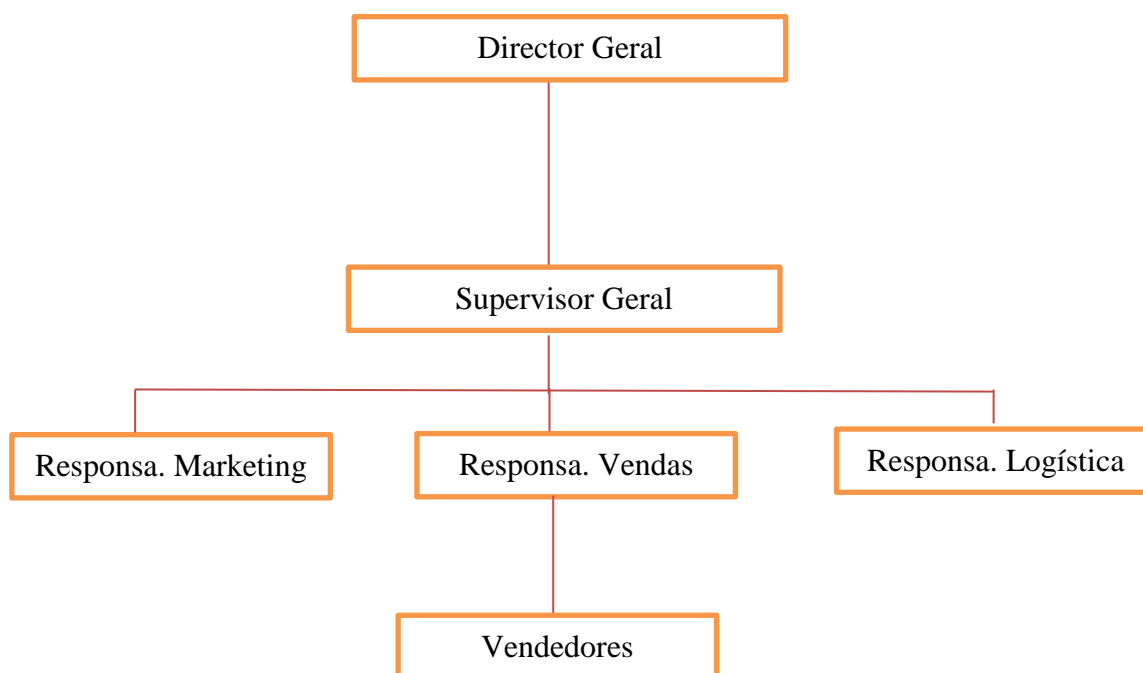 Director Geral
Supervisor Geral
Responsa. Marketing
Responsa. Vendas
Responsa. Logística
Vendedores